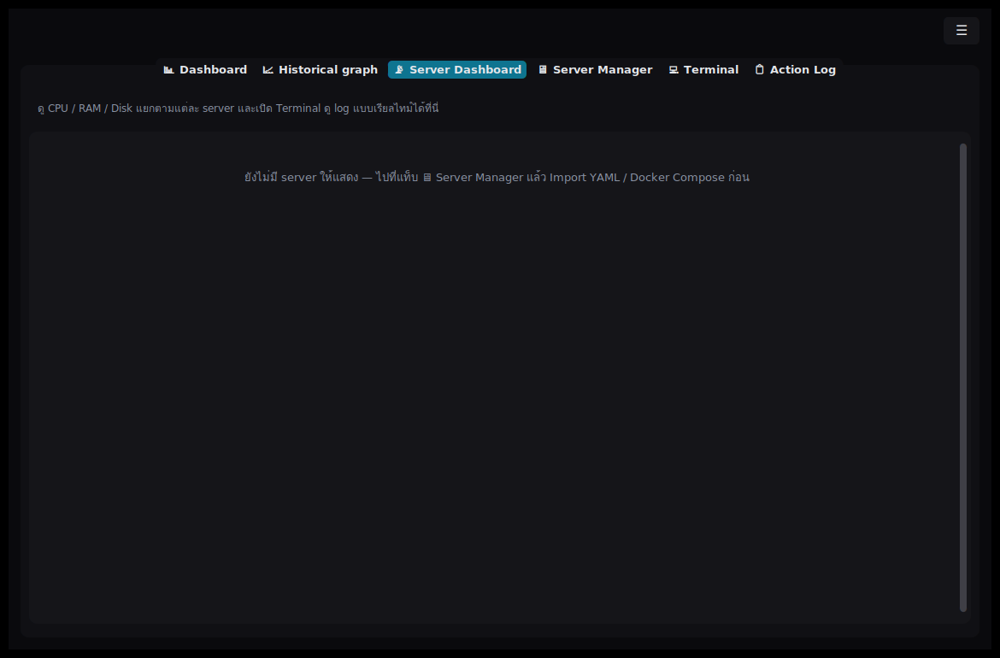 ☰
Dashboard Historical graph Server Dashboard Server Manager Terminal Action Log
ดู CPU / RAM / Disk แยกตามแต่ละ server และเปิด Terminal ดู log แบบเรียลไทม์ได้ที่นี่
ยังไม่มี server ให้แสดง — ไปที่แท็บ 🖥 Server Manager แล้ว Import YAML / Docker Compose ก่อน